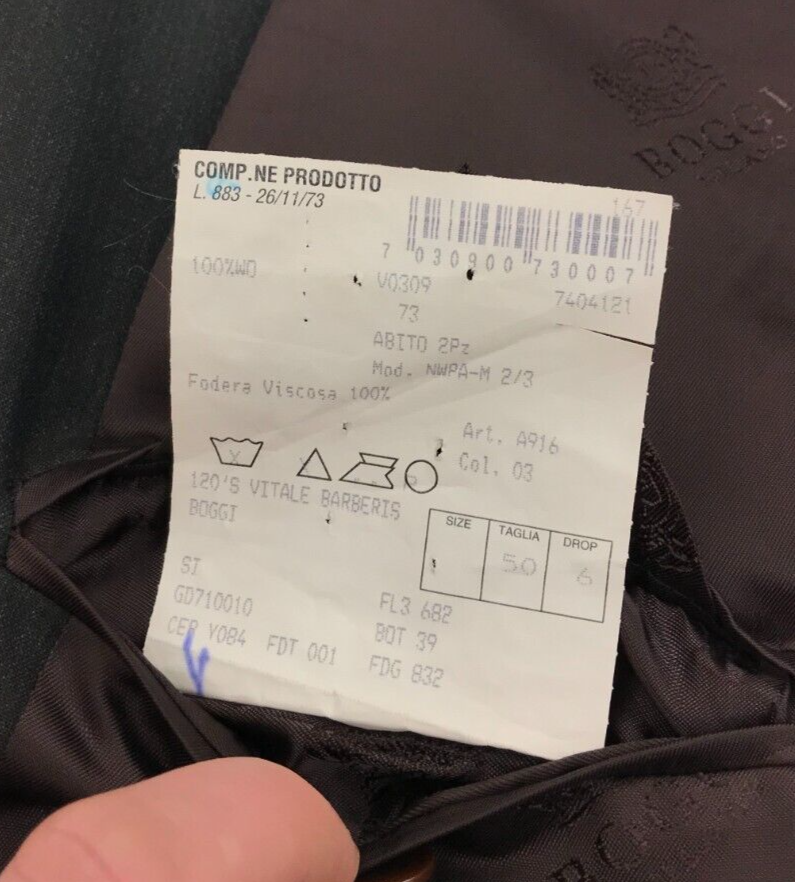 BOGGI
COMP.NE PRODOTTO
L. 883 - 26/11/73
167
7 030900 730007
100%WO
V0309
7404121
73
ABITO 2Pz
Mod. NWPA-M 2/3
Fodera Viscosa 100%
Art. A916
Col. 03
120'S VITALE BARBERIS
BOGGI
SIZE TAGLIA DROP
50 6
SI
GD710010
FL3 682
CER Y084 FDT 001
BOT 39
FDG 832